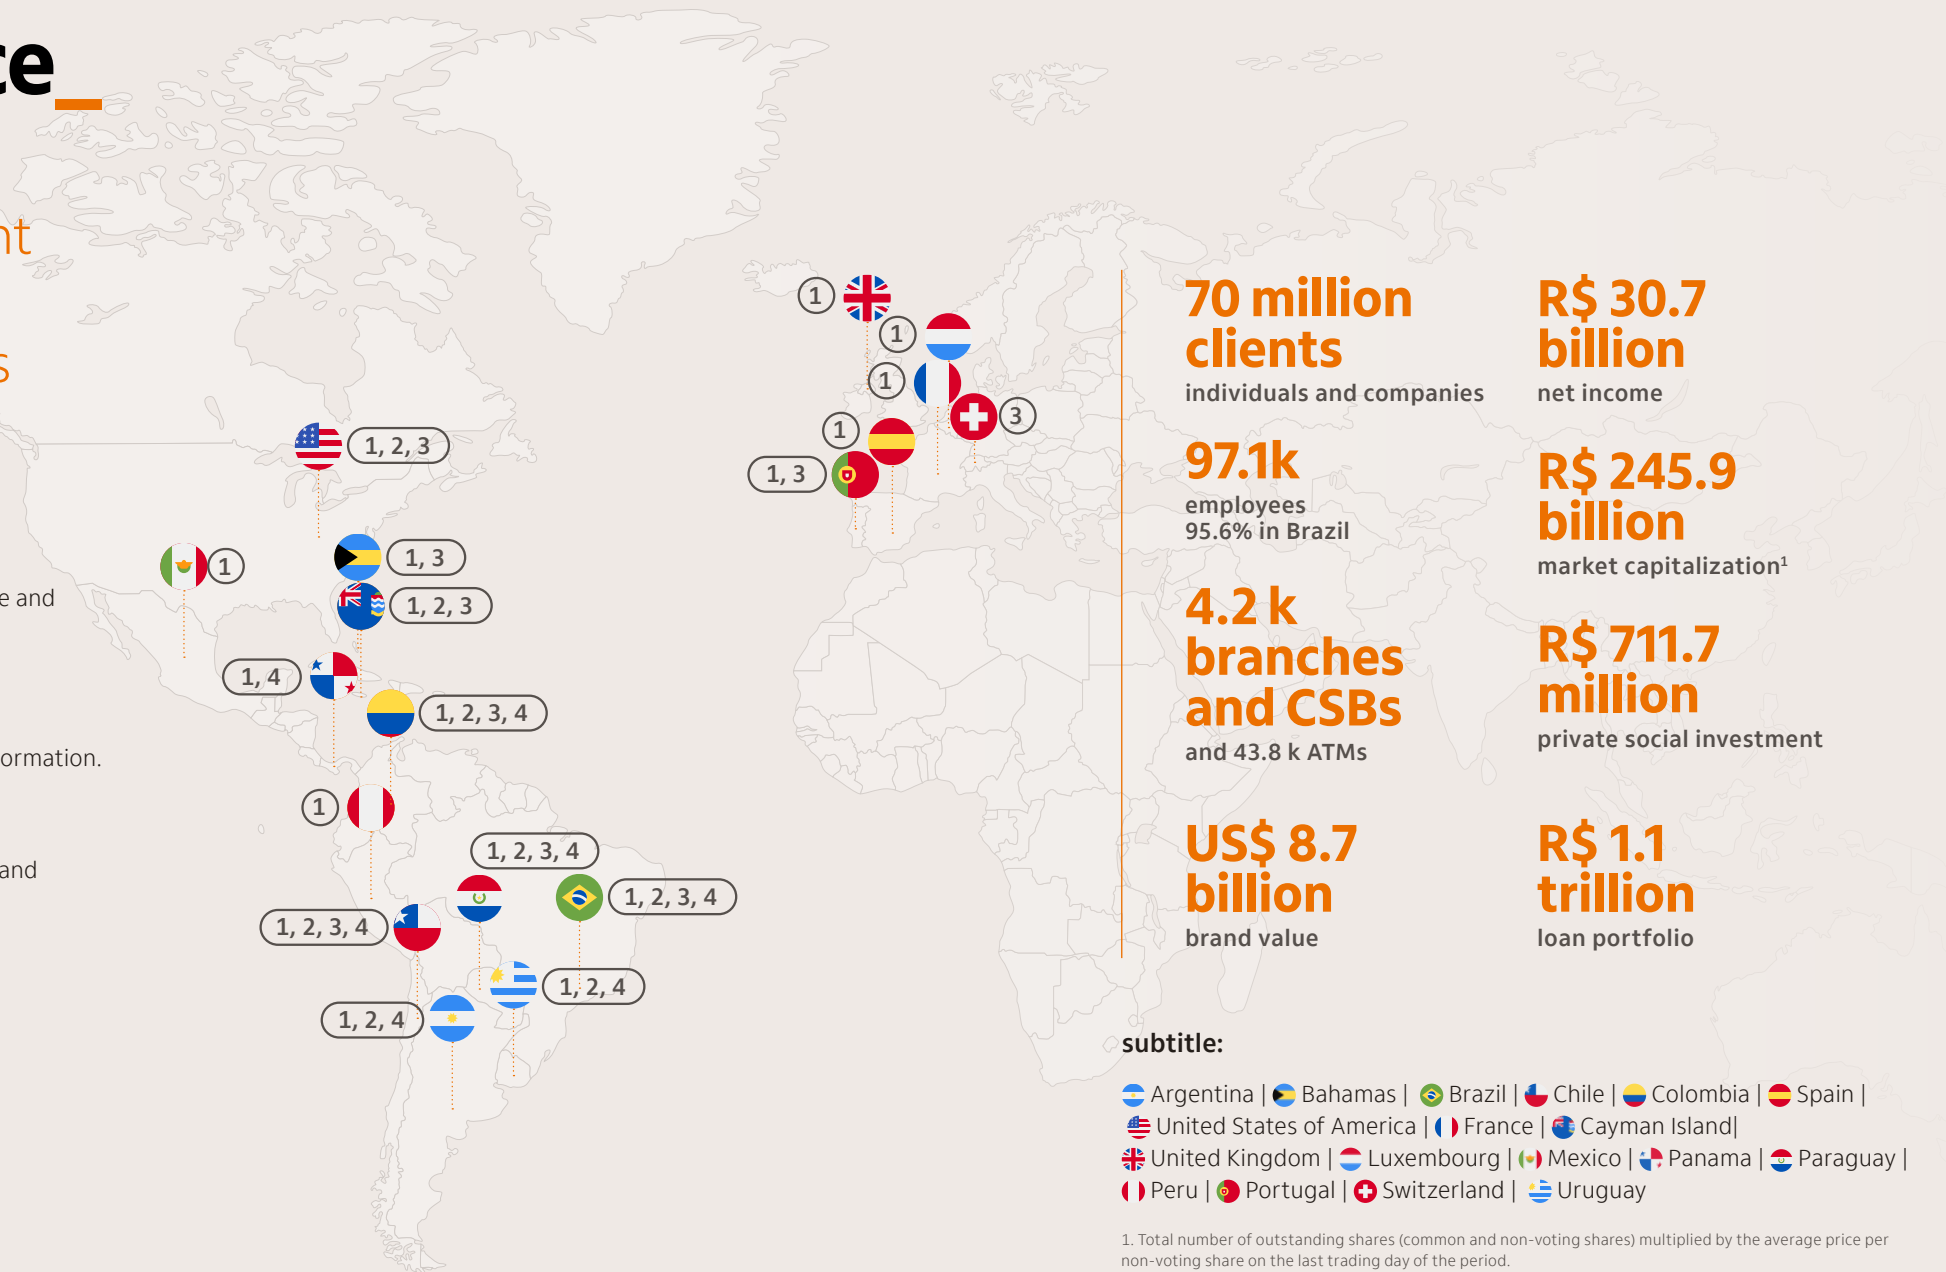 ce_
nt
s
e and
ormation.
and
1
1
1
3
1
1, 3
1, 2, 3
1, 3
1
1, 2, 3
1, 4
1, 2, 3, 4
1
1, 2, 3, 4
1, 2, 3, 4
1, 2, 3, 4
1, 2, 4
1, 2, 4
70 million
clients
individuals and companies
97.1k
employees
95.6% in Brazil
4.2 k
branches
and CSBs
and 43.8 k ATMs
US$ 8.7
billion
brand value
R$ 30.7
billion
net income
R$ 245.9
billion
market capitalization¹
R$ 711.7
million
private social investment
R$ 1.1
trillion
loan portfolio
subtitle:
Argentina | Bahamas | Brazil | Chile | Colombia | Spain |
United States of America | France | Cayman Island|
United Kingdom | Luxembourg | Mexico | Panama | Paraguay |
Peru | Portugal | Switzerland | Uruguay
1. Total number of outstanding shares (common and non-voting shares) multiplied by the average price per
non-voting share on the last trading day of the period.